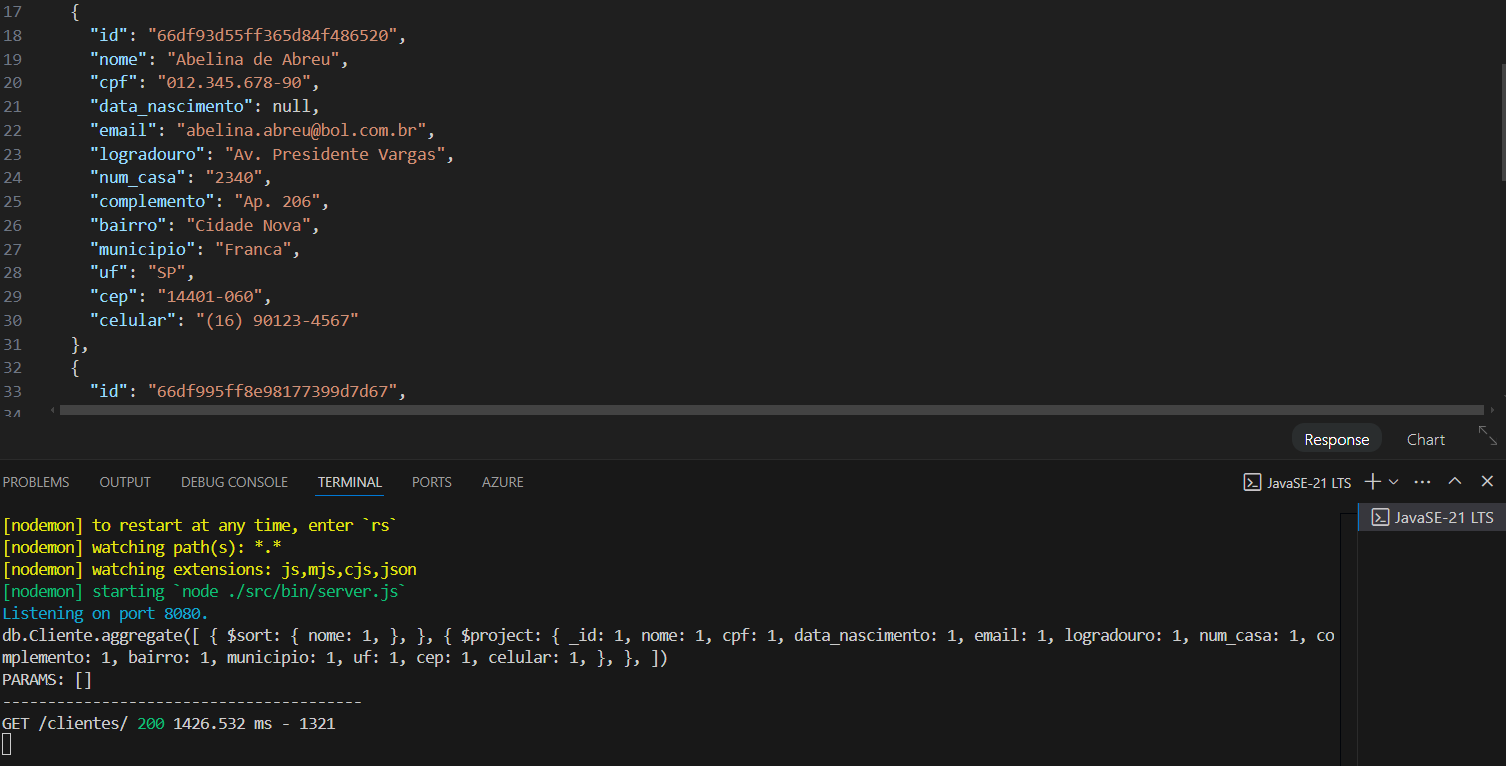 17 {
18 "id": "66df93d55ff365d84f486520",
19 "nome": "Abelina de Abreu",
20 "cpf": "012.345.678-90",
21 "data_nascimento": null,
22 "email": "abelina.abreu@bol.com.br",
23 "logradouro": "Av. Presidente Vargas",
24 "num_casa": "2340",
25 "complemento": "Ap. 206",
26 "bairro": "Cidade Nova",
27 "municipio": "Franca",
28 "uf": "SP",
29 "cep": "14401-060",
30 "celular": "(16) 90123-4567"
31 },
32 {
33 "id": "66df995ff8e98177399d7d67",
34
Response Chart
PROBLEMS OUTPUT DEBUG CONSOLE TERMINAL PORTS AZURE JavaSE-21 LTS
JavaSE-21 LTS
[nodemon] to restart at any time, enter `rs`
[nodemon] watching path(s): *.*
[nodemon] watching extensions: js,mjs,cjs,json
[nodemon] starting `node ./src/bin/server.js`
Listening on port 8080.
db.Cliente.aggregate([ { $sort: { nome: 1, }, }, { $project: { _id: 1, nome: 1, cpf: 1, data_nascimento: 1, email: 1, logradouro: 1, num_casa: 1, co
mplemento: 1, bairro: 1, municipio: 1, uf: 1, cep: 1, celular: 1, }, }, ])
PARAMS: []
----------------------------------------
GET /clientes/ 200 1426.532 ms - 1321